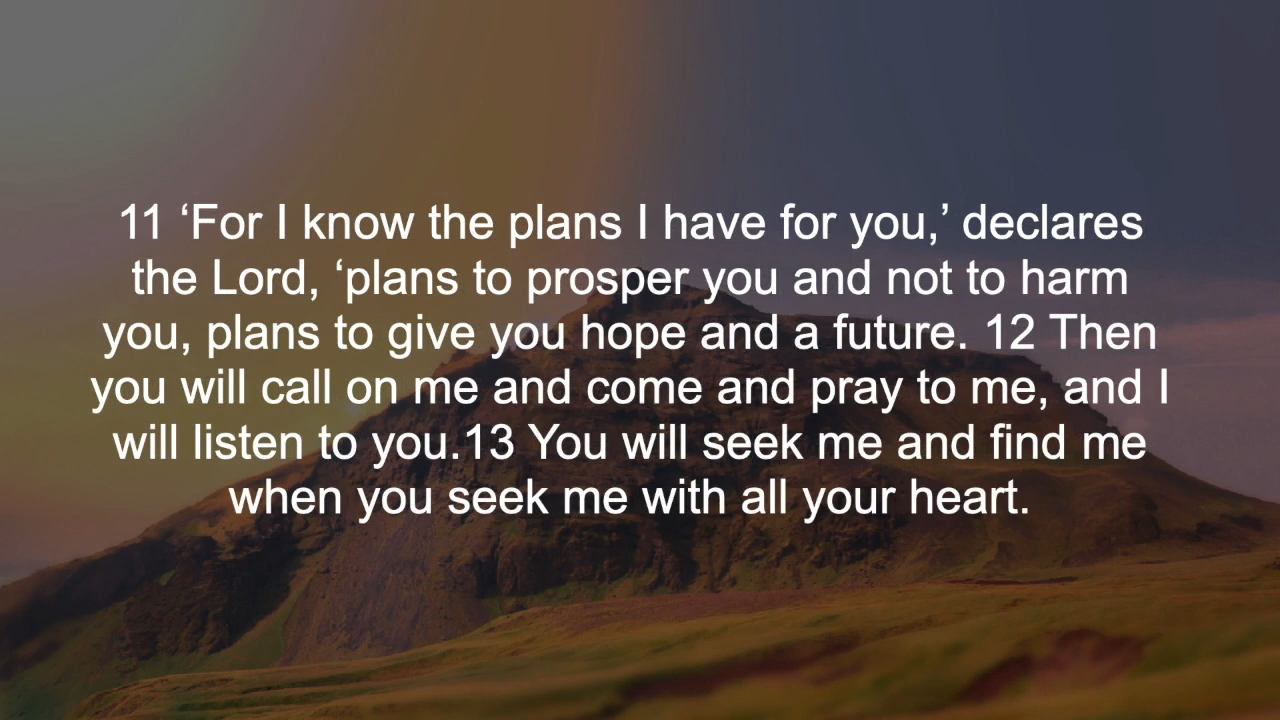 11 ‘For I know the plans I have for you,’ declares
the Lord, ‘plans to prosper you and not to harm
you, plans to give you hope and a future. 12 Then
you will call on me and come and pray to me, and I
will listen to you.13 You will seek me and find me
when you seek me with all your heart.